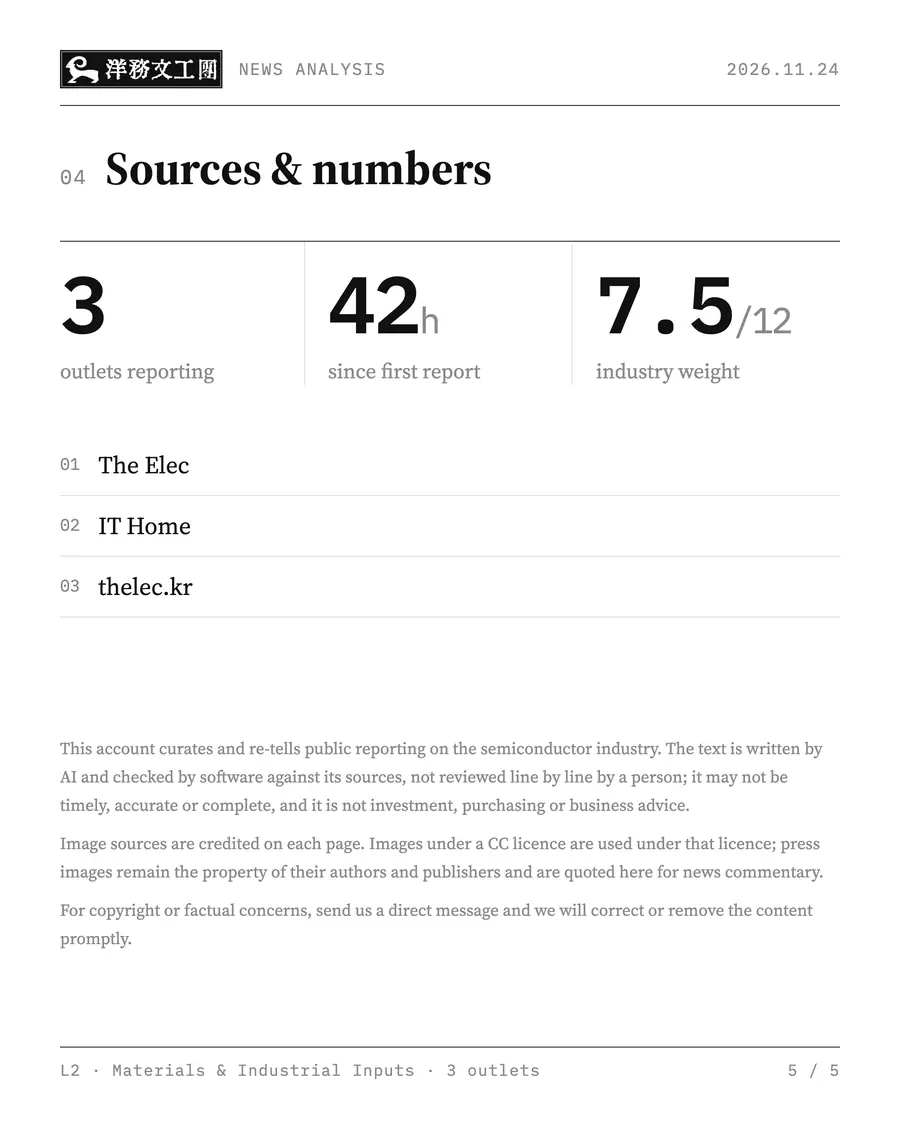 洋務文工團 NEWS ANALYSIS 2026.11.24
04 Sources & numbers
3 42h 7.5/12
outlets reporting since first report industry weight
01 The Elec
02 IT Home
03 thelec.kr
This account curates and re-tells public reporting on the semiconductor industry. The text is written by
AI and checked by software against its sources, not reviewed line by line by a person; it may not be
timely, accurate or complete, and it is not investment, purchasing or business advice.
Image sources are credited on each page. Images under a CC licence are used under that licence; press
images remain the property of their authors and publishers and are quoted here for news commentary.
For copyright or factual concerns, send us a direct message and we will correct or remove the content
promptly.
L2 · Materials & Industrial Inputs · 3 outlets 5 / 5